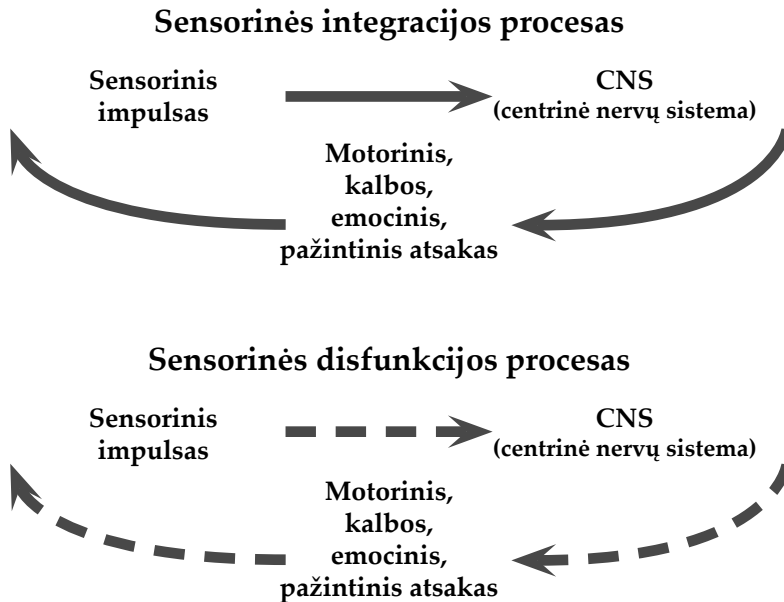 Sensorinės integracijos procesas
Sensorinis
impulsas
CNS
(centrinė nervų sistema)
Motorinis,
kalbos,
emocinis,
pažintinis atsakas
Sensorinės disfunkcijos procesas
Sensorinis
impulsas
CNS
(centrinė nervų sistema)
Motorinis,
kalbos,
emocinis,
pažintinis atsakas